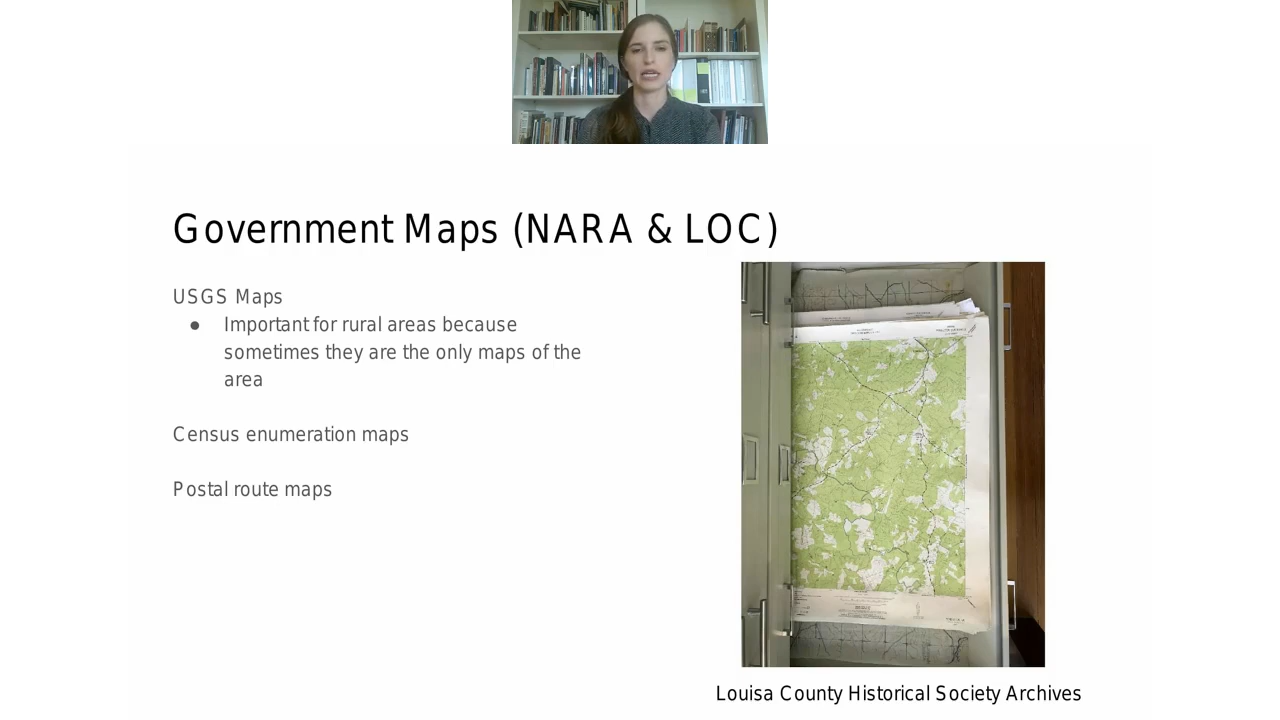 Government Maps (NARA & LOC)
USGS Maps
● Important for rural areas because
sometimes they are the only maps of the
area
Census enumeration maps
Postal route maps
Louisa County Historical Society Archives